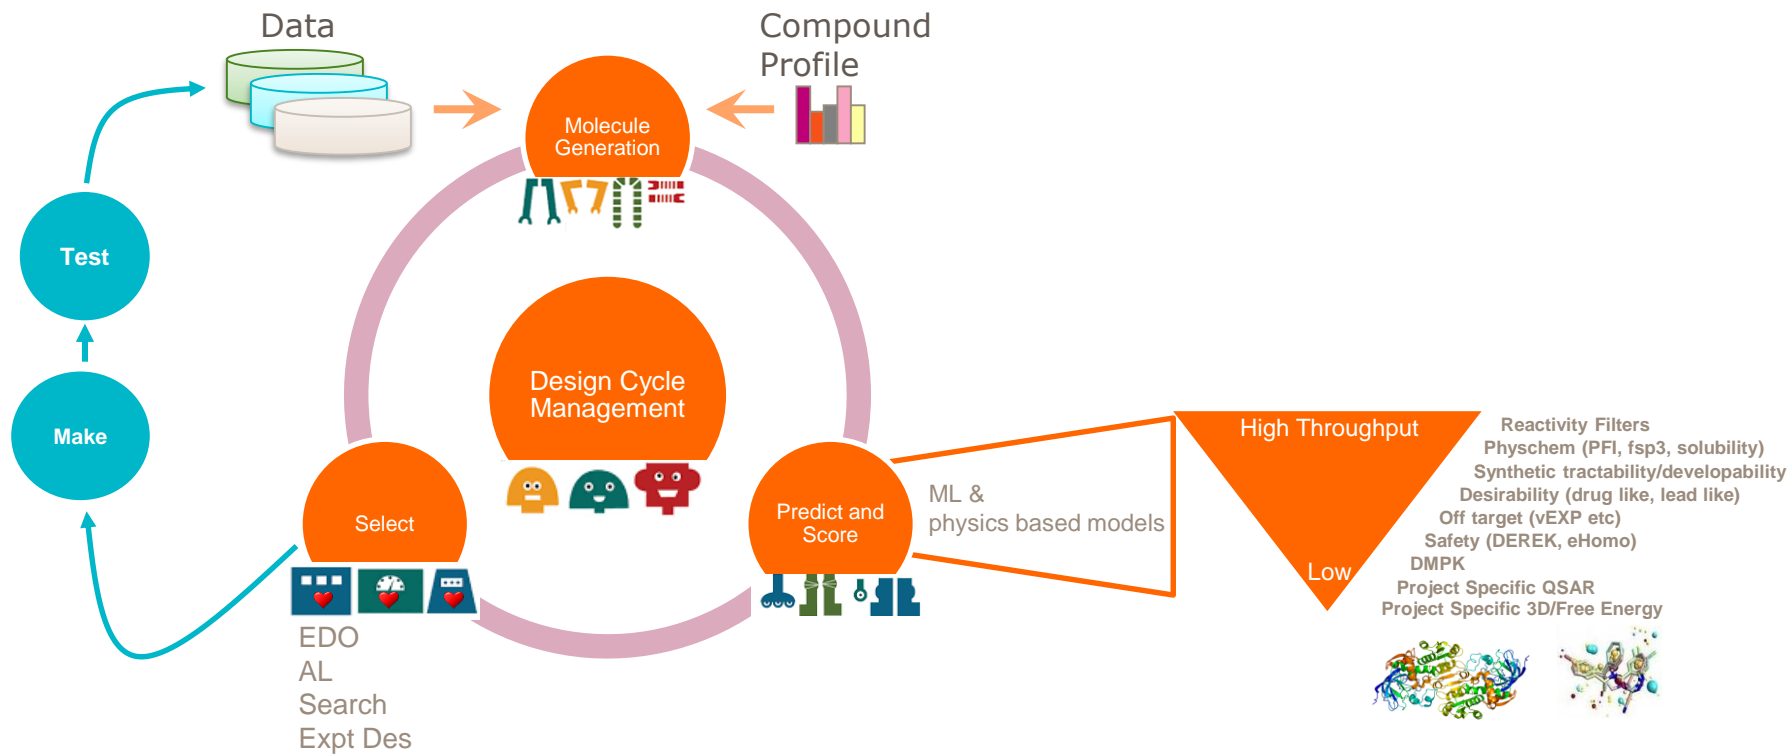 Data
Compound
Profile
Molecule
Generation
Test
Design Cycle
Management
Make
High Throughput
Low
Reactivity Filters
Physchem (PFI, fsp3, solubility)
Synthetic tractability/developability
Desirability (drug like, lead like)
Off target (vEXP etc)
Safety (DEREK, eHomo)
DMPK
Project Specific QSAR
Project Specific 3D/Free Energy
ML &
physics based models
Predict and
Score
Select
EDO
AL
Search
Expt Des